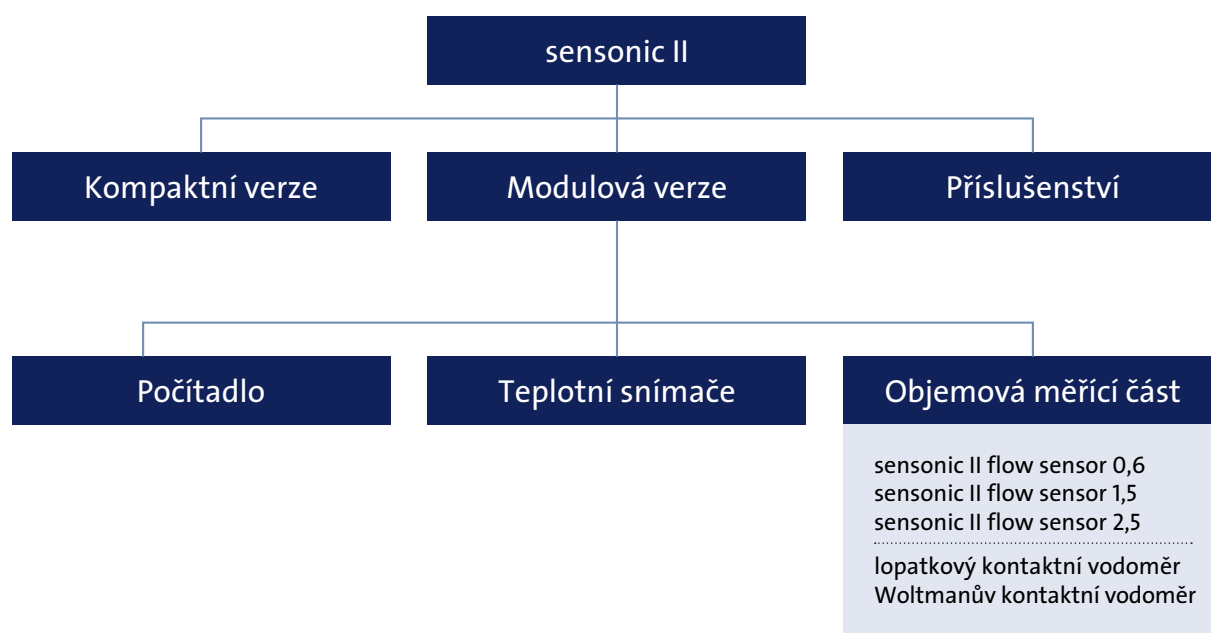 sensonic II
Kompaktní verze
Modulová verze
Příslušenství
Počítadlo
Teplotní snímače
Objemová měřící část
sensonic II flow sensor 0,6
sensonic II flow sensor 1,5
sensonic II flow sensor 2,5
lopatkový kontaktní vodoměr
Woltmanův kontaktní vodoměr